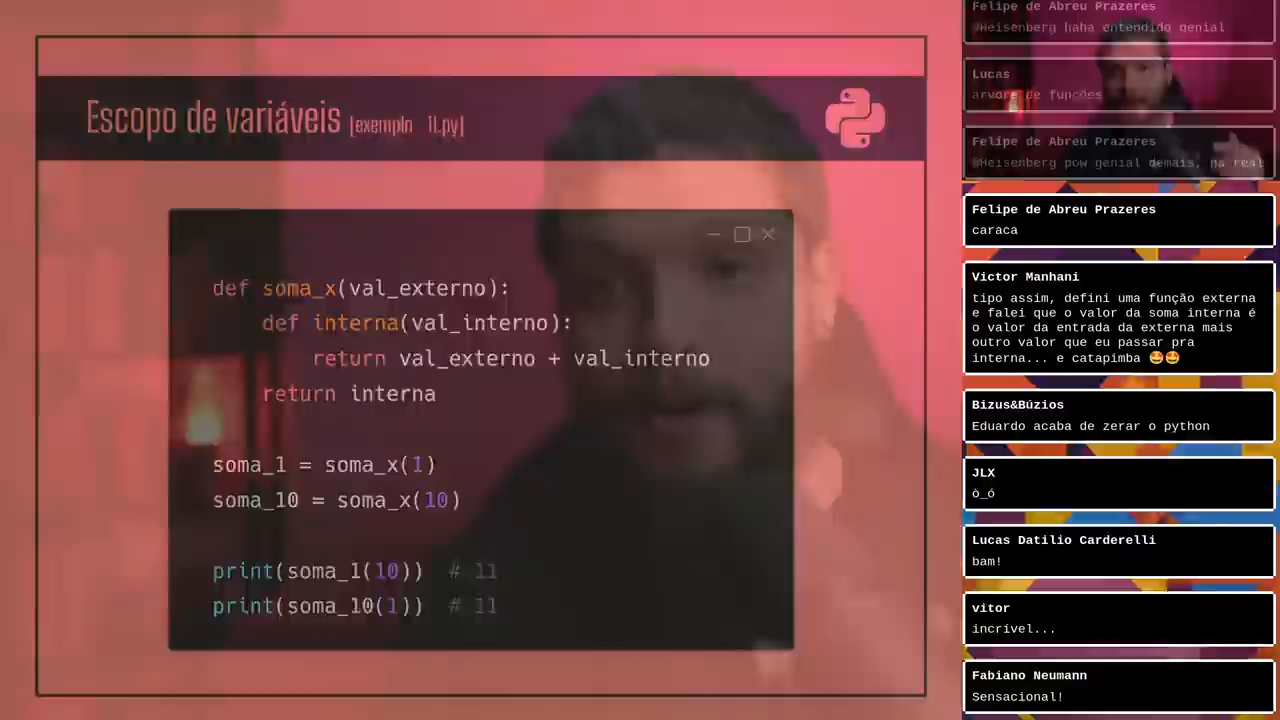 Escopo de variáveis [exemplo_11.py]
def soma_x(val_externo):
def interna(val_interno):
return val_externo + val_interno
return interna
soma_1 = soma_x(1)
soma_10 = soma_x(10)
print(soma_1(10)) # 11
print(soma_10(1)) # 11
Felipe de Abreu Prazeres
@Heisenberg haha entendido genial
Lucas
arvore de funções
Felipe de Abreu Prazeres
@Heisenberg pow genial demais, na real
Felipe de Abreu Prazeres
caraca
Victor Manhani
tipo assim, defini uma função externa
e falei que o valor da soma interna é
o valor da entrada da externa mais
outro valor que eu passar pra
interna... e catapimba 🤩🤩
Bizus&Búzios
Eduardo acaba de zerar o python
JLX
ò_ó
Lucas Datilio Carderelli
bam!
vitor
incrível...
Fabiano Neumann
Sensacional!